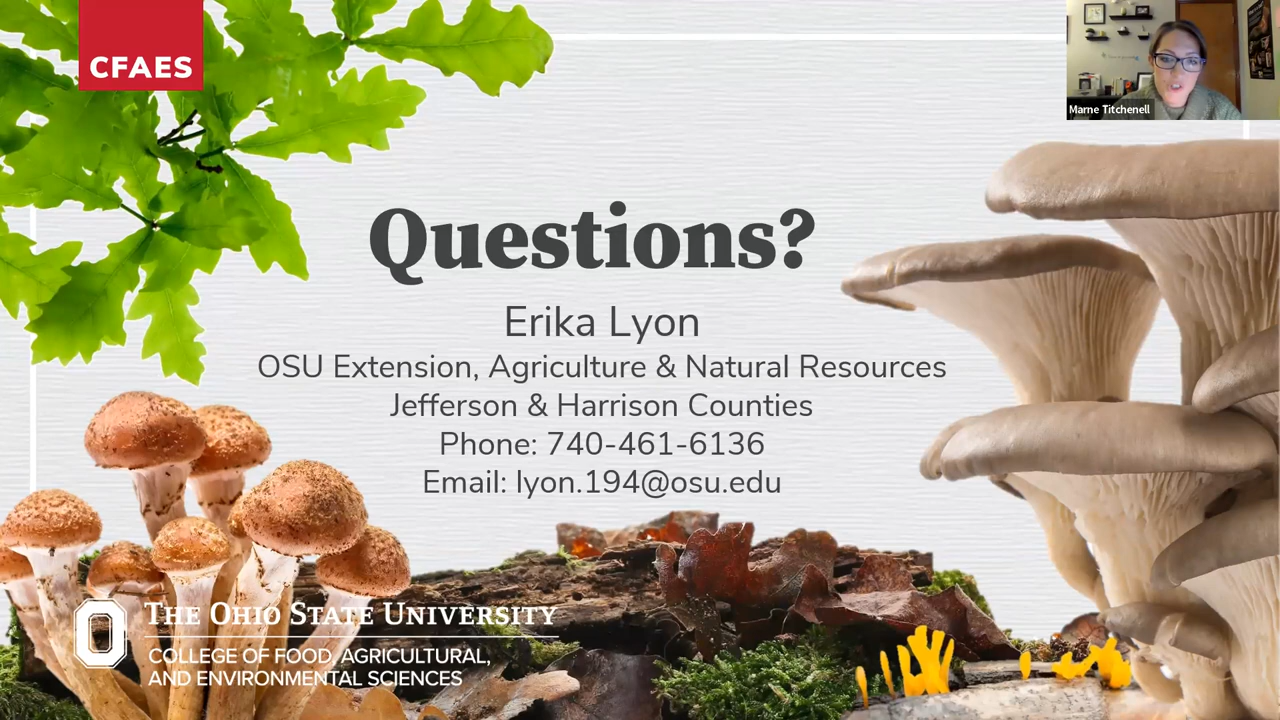 CFAES
Marne Titchenell
Questions?
Erika Lyon
OSU Extension, Agriculture & Natural Resources
Jefferson & Harrison Counties
Phone: 740-461-6136
Email: lyon.194@osu.edu
THE OHIO STATE UNIVERSITY
COLLEGE OF FOOD, AGRICULTURAL,
AND ENVIRONMENTAL SCIENCES